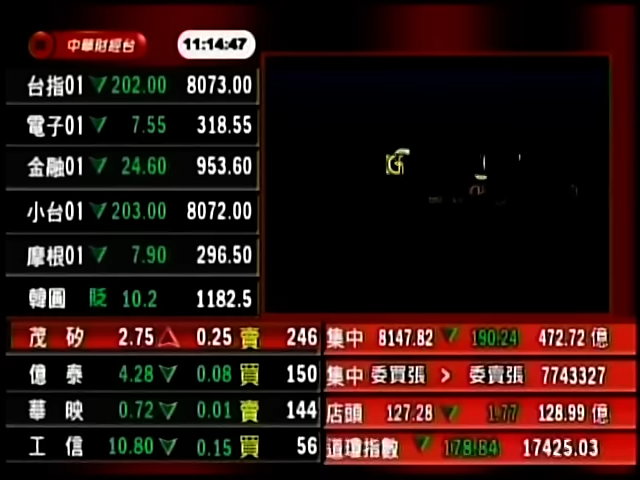 中華財經台 11:14:47
台指01 ▽ 202.00 8073.00
電子01 ▽ 7.55 318.55
金融01 ▽ 24.60 953.60
小台01 ▽ 203.00 8072.00
摩根01 ▽ 7.90 296.50
韓圓 貶 10.2 1182.5
茂矽 2.75 △ 0.25 賣 246
億泰 4.28 ▽ 0.08 買 150
華映 0.72 ▽ 0.01 賣 144
工信 10.80 ▽ 0.15 買 56
集中 8147.82 ▽ 190.24 472.72 億
集中 委買張 > 委賣張 7743327
店頭 127.28 ▽ 1.77 128.99 億
道瓊指數 ▽ 178.84 17425.03